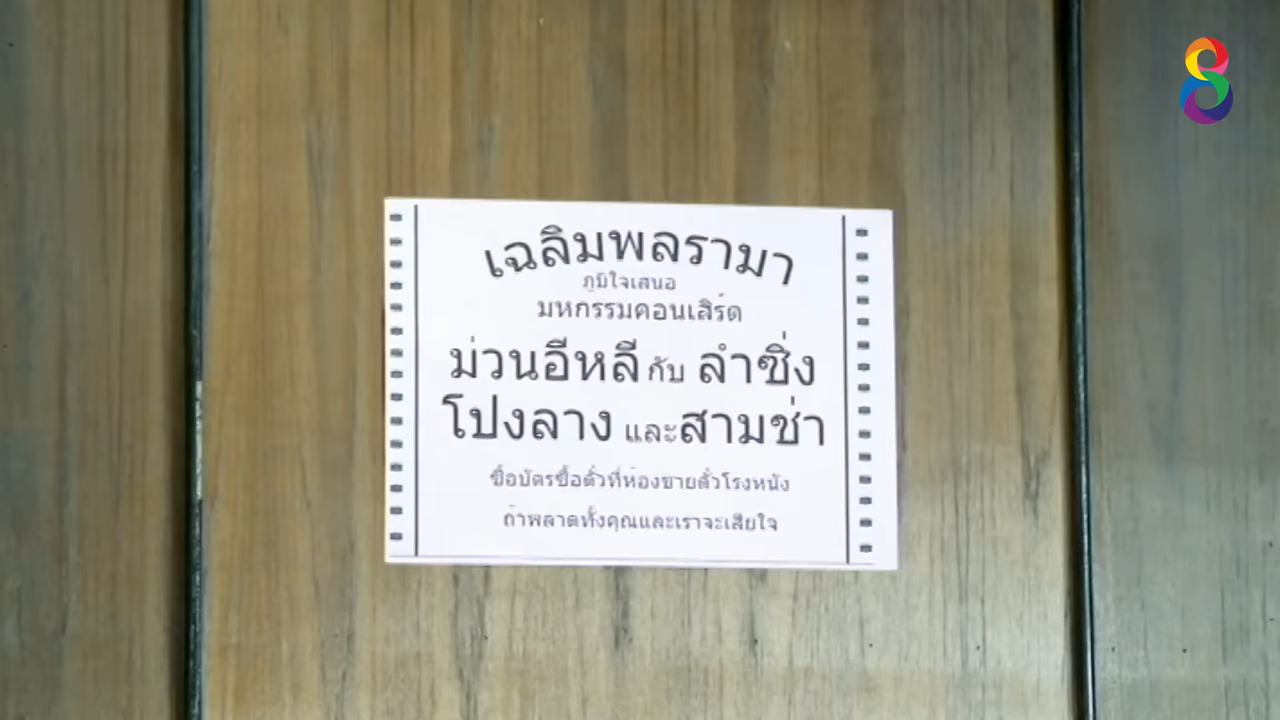 เฉลิมพลรามา
ภูมิใจเสนอ
มหกรรมคอนเสิร์ต
ม่วนอีหลี กับ ลำซิ่ง
โปงลาง และสามช่า
ซื้อบัตรซื้อตั๋วที่ห้องขายตั๋วโรงหนัง
ถ้าพลาดทั้งคุณและเราจะเสียใจ
8